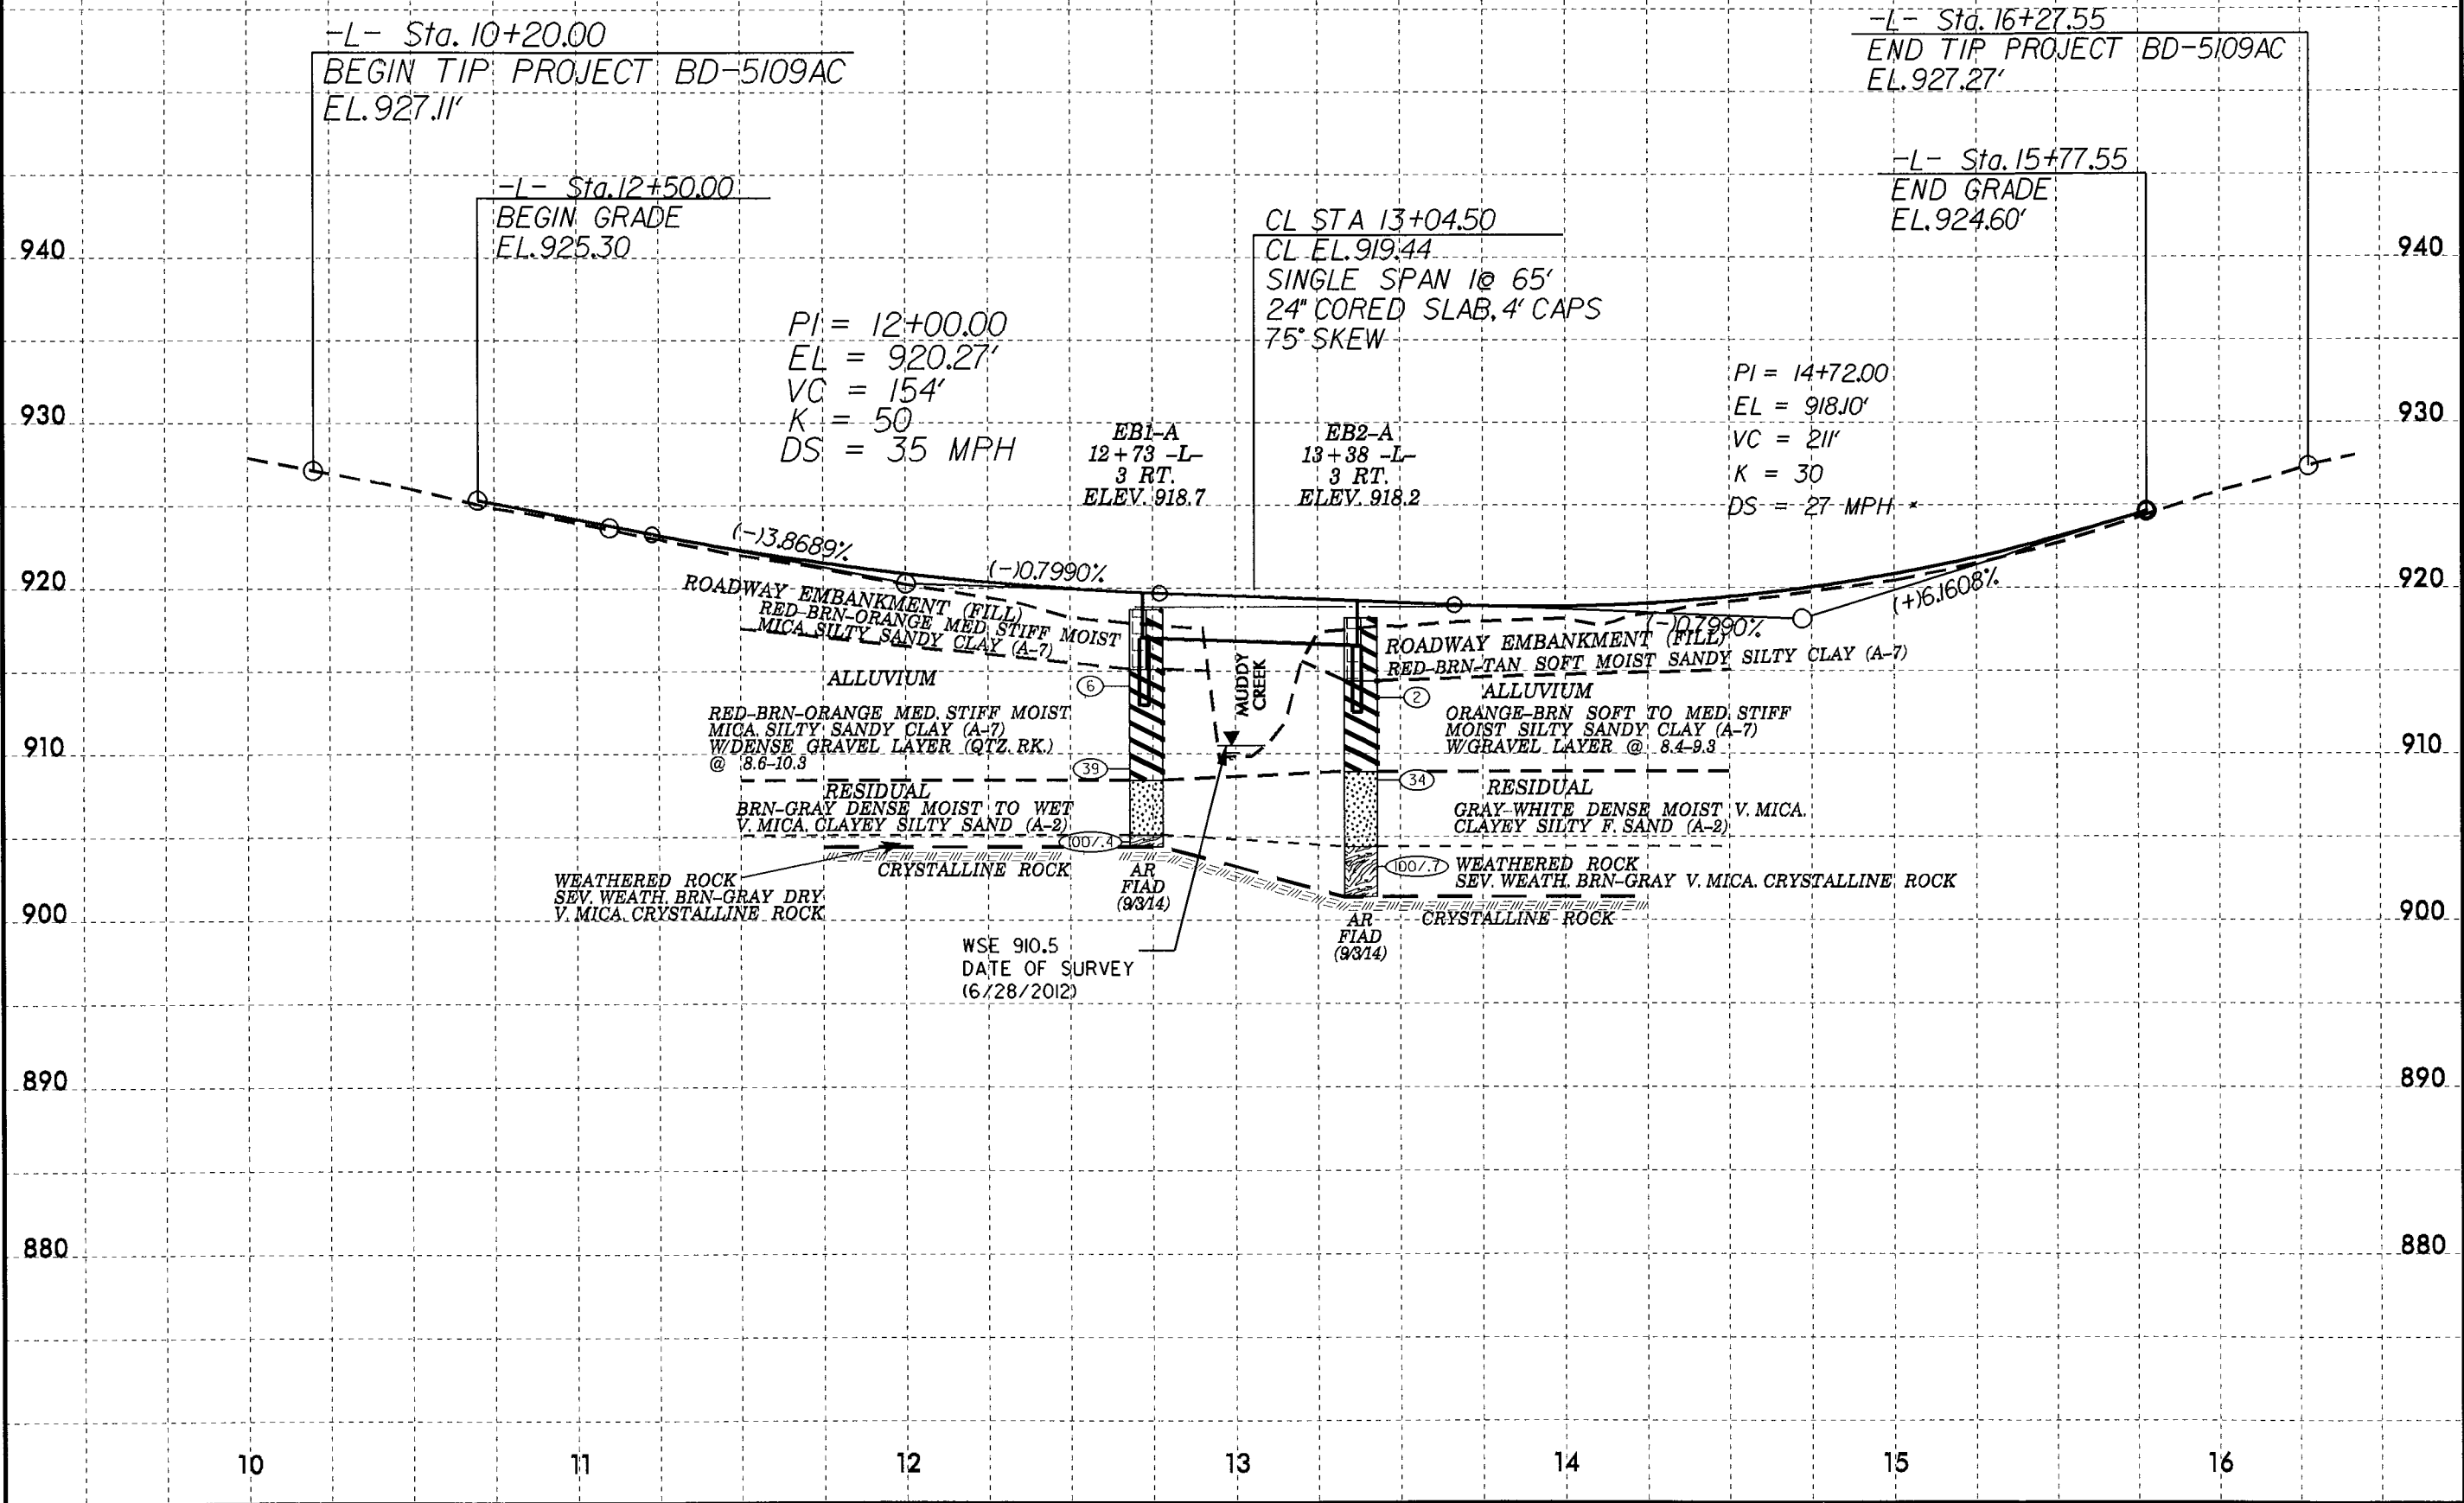 -L- Sta. 10+20.00
BEGIN TIP PROJECT BD-5109AC
EL. 927.11'
-L- Sta. 16+27.55
END TIP PROJECT BD-5109AC
EL. 927.27'
-L- Sta. 12+50.00
BEGIN GRADE
EL. 925.30
-L- Sta. 15+77.55
END GRADE
EL. 924.60'
CL STA 13+04.50
CL EL. 919.44
SINGLE SPAN 1@ 65'
24" CORED SLAB, 4' CAPS
75° SKEW
PI = 12+00.00
EL = 920.27'
VC = 154'
K = 50
DS = 35 MPH
PI = 14+72.00
EL = 918.10'
VC = 211'
K = 30
DS = 27 MPH *
EB1-A
12+73 -L-
3 RT.
ELEV. 918.7
EB2-A
13+38 -L-
3 RT.
ELEV. 918.2
940
940
930
930
920
920
910
910
900
900
890
890
880
880
(-)3.8689%
(-)0.7990%
(-)0.7990%
(+)6.1608%
ROADWAY EMBANKMENT (FILL)
RED-BRN-ORANGE MED STIFF MOIST
MICA. SILTY SANDY CLAY (A-7)
ALLUVIUM
RED-BRN-ORANGE MED. STIFF MOIST
MICA. SILTY SANDY CLAY (A-7)
W/DENSE GRAVEL LAYER (QTZ. RK.)
@ 8.6-10.3
RESIDUAL
BRN-GRAY DENSE MOIST TO WET
V. MICA. CLAYEY SILTY SAND (A-2)
CRYSTALLINE ROCK
WEATHERED ROCK
SEV. WEATH. BRN-GRAY DRY
V. MICA. CRYSTALLINE ROCK
6
39
100/.4
AR
FIAD
(9/3/14)
MUDDY
CREEK
WSE 910.5
DATE OF SURVEY
(6/28/2012)
ROADWAY EMBANKMENT (FILL)
RED-BRN-TAN SOFT MOIST SANDY SILTY CLAY (A-7)
ALLUVIUM
ORANGE-BRN SOFT TO MED. STIFF
MOIST SILTY SANDY CLAY (A-7)
W/GRAVEL LAYER @ 8.4-9.3
RESIDUAL
GRAY-WHITE DENSE MOIST V. MICA.
CLAYEY SILTY F. SAND (A-2)
WEATHERED ROCK
SEV. WEATH. BRN-GRAY V. MICA. CRYSTALLINE ROCK
CRYSTALLINE ROCK
2
34
100/.7
AR
FIAD
(9/3/14)
10
11
12
13
14
15
16